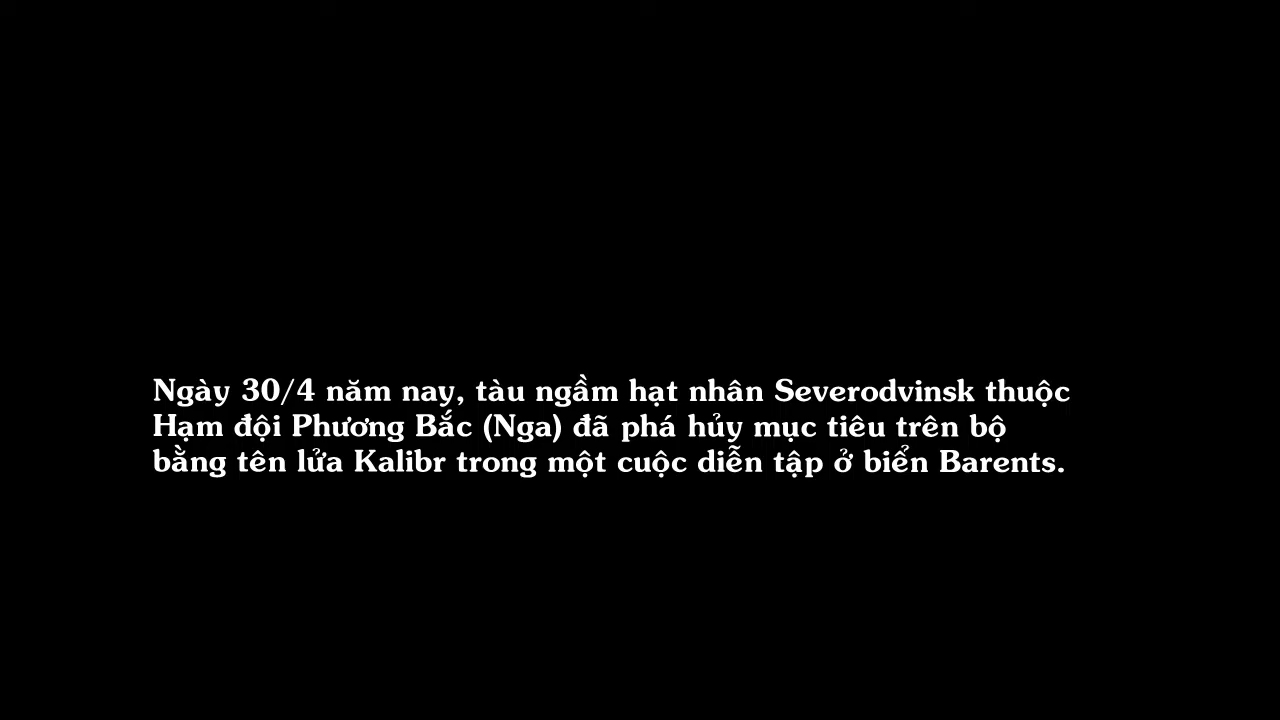 Ngày 30/4 năm nay, tàu ngầm hạt nhân Severodvinsk thuộc
Hạm đội Phương Bắc (Nga) đã phá hủy mục tiêu trên bộ
bằng tên lửa Kalibr trong một cuộc diễn tập ở biển Barents.